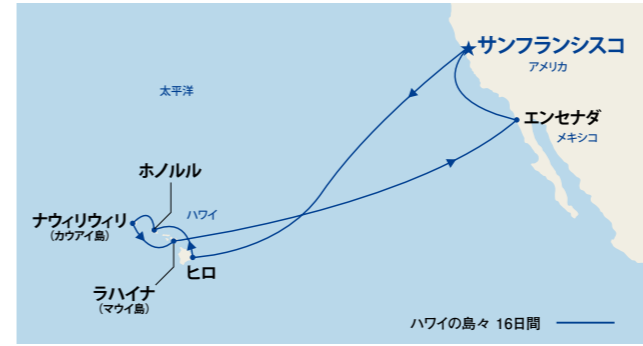 ★サンフランシスコ
アメリカ
太平洋
エンセナダ
メキシコ
ホノルル
ナウィリウィリ
(カウアイ島)
ハワイ
ヒロ
ラハイナ
(マウイ島)
ハワイの島々 16日間